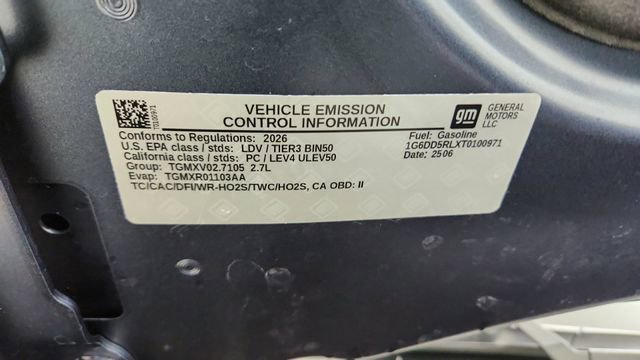 T0100971
VEHICLE EMISSION
CONTROL INFORMATION
gm
GENERAL
MOTORS
LLC
Conforms to Regulations: 2026
Fuel: Gasoline
U.S. EPA class / stds: LDV / TIER3 BIN50
1G6DD5RLXT0100971
California class / stds: PC / LEV4 ULEV50
Date: 2506
Group: TGMXV02.7105 2.7L
Evap: TGMXR01103AA
TC/CAC/DFI/WR-HO2S/TWC/HO2S, CA OBD: II